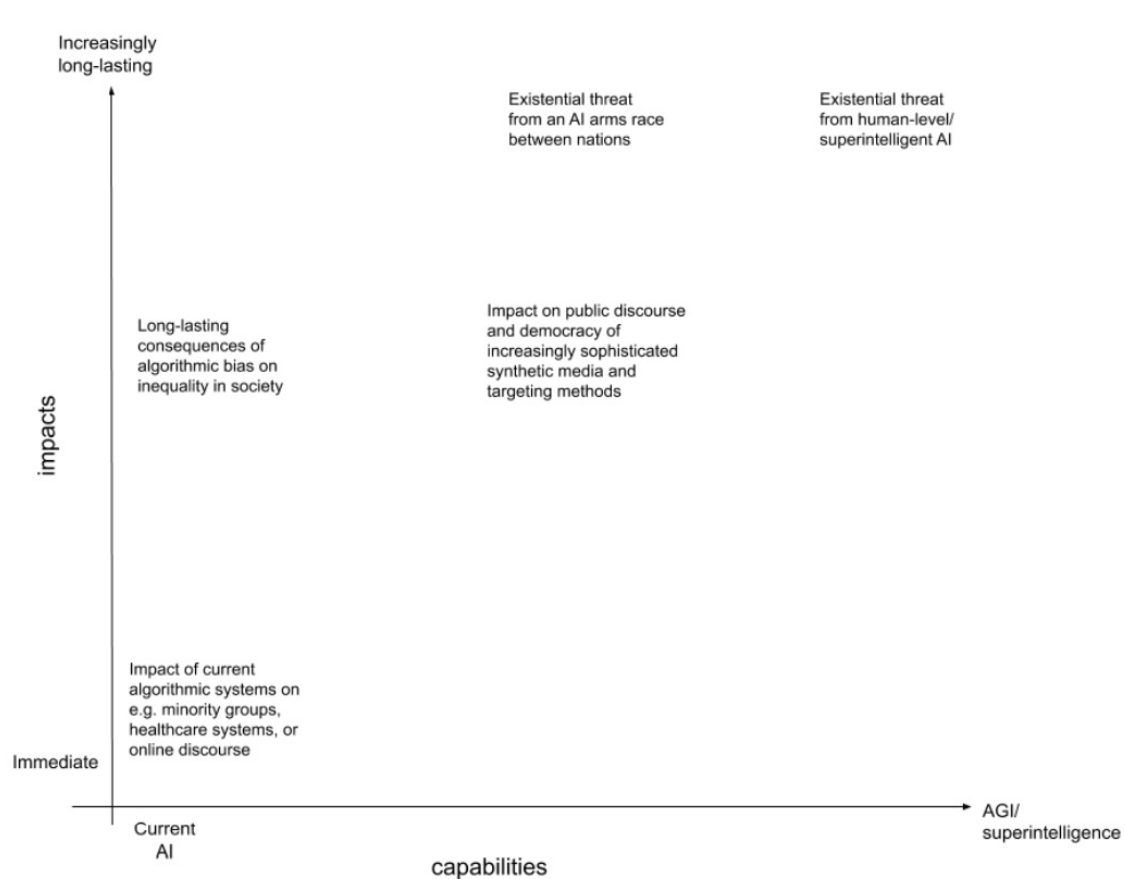 Increasingly
long-lasting
Existential threat
from an AI arms race
between nations
Existential threat
from human-level/
superintelligent AI
Long-lasting
consequences of
algorithmic bias on
inequality in society
Impact on public discourse
and democracy of
increasingly sophisticated
synthetic media and
targeting methods
impacts
Impact of current
algorithmic systems on
e.g. minority groups,
healthcare systems, or
online discourse
Immediate
Current
AI
capabilities
AGI/
superintelligence